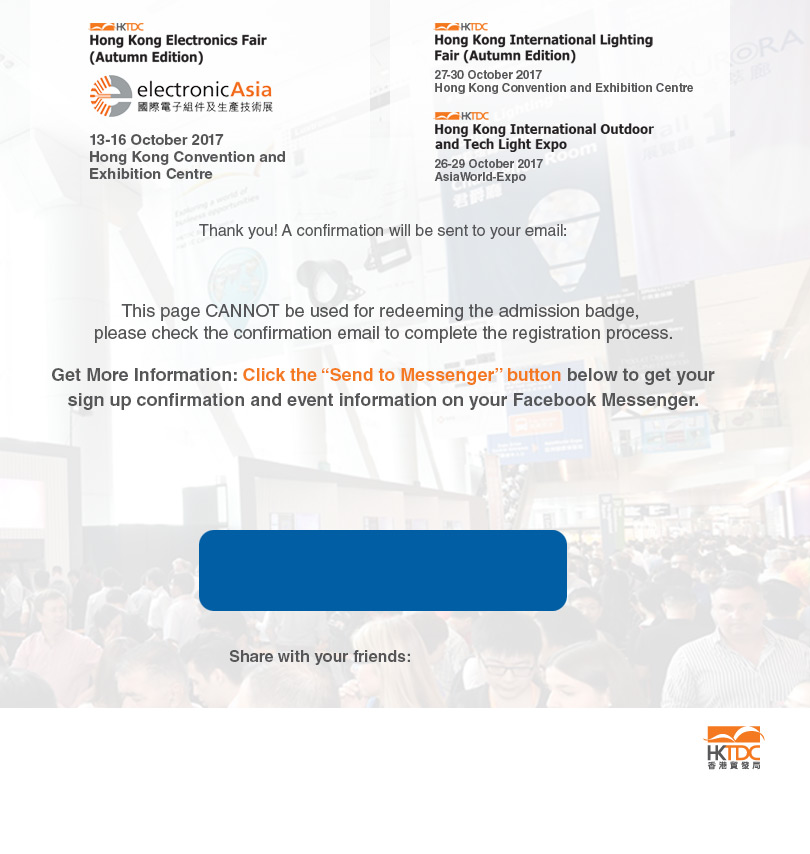 HKTDC
Hong Kong Electronics Fair
(Autumn Edition)
electronicAsia
國際電子組件及生產技術展
13-16 October 2017
Hong Kong Convention and
Exhibition Centre
HKTDC
Hong Kong International Lighting
Fair (Autumn Edition)
27-30 October 2017
Hong Kong Convention and Exhibition Centre
HKTDC
Hong Kong International Outdoor
and Tech Light Expo
26-29 October 2017
AsiaWorld-Expo
AURORA
Thank you! A confirmation will be sent to your email:
This page CANNOT be used for redeeming the admission badge,
please check the confirmation email to complete the registration process.
Get More Information: Click the “Send to Messenger” button below to get your
sign up confirmation and event information on your Facebook Messenger.
Share with your friends:
HKTDC
香港貿發局